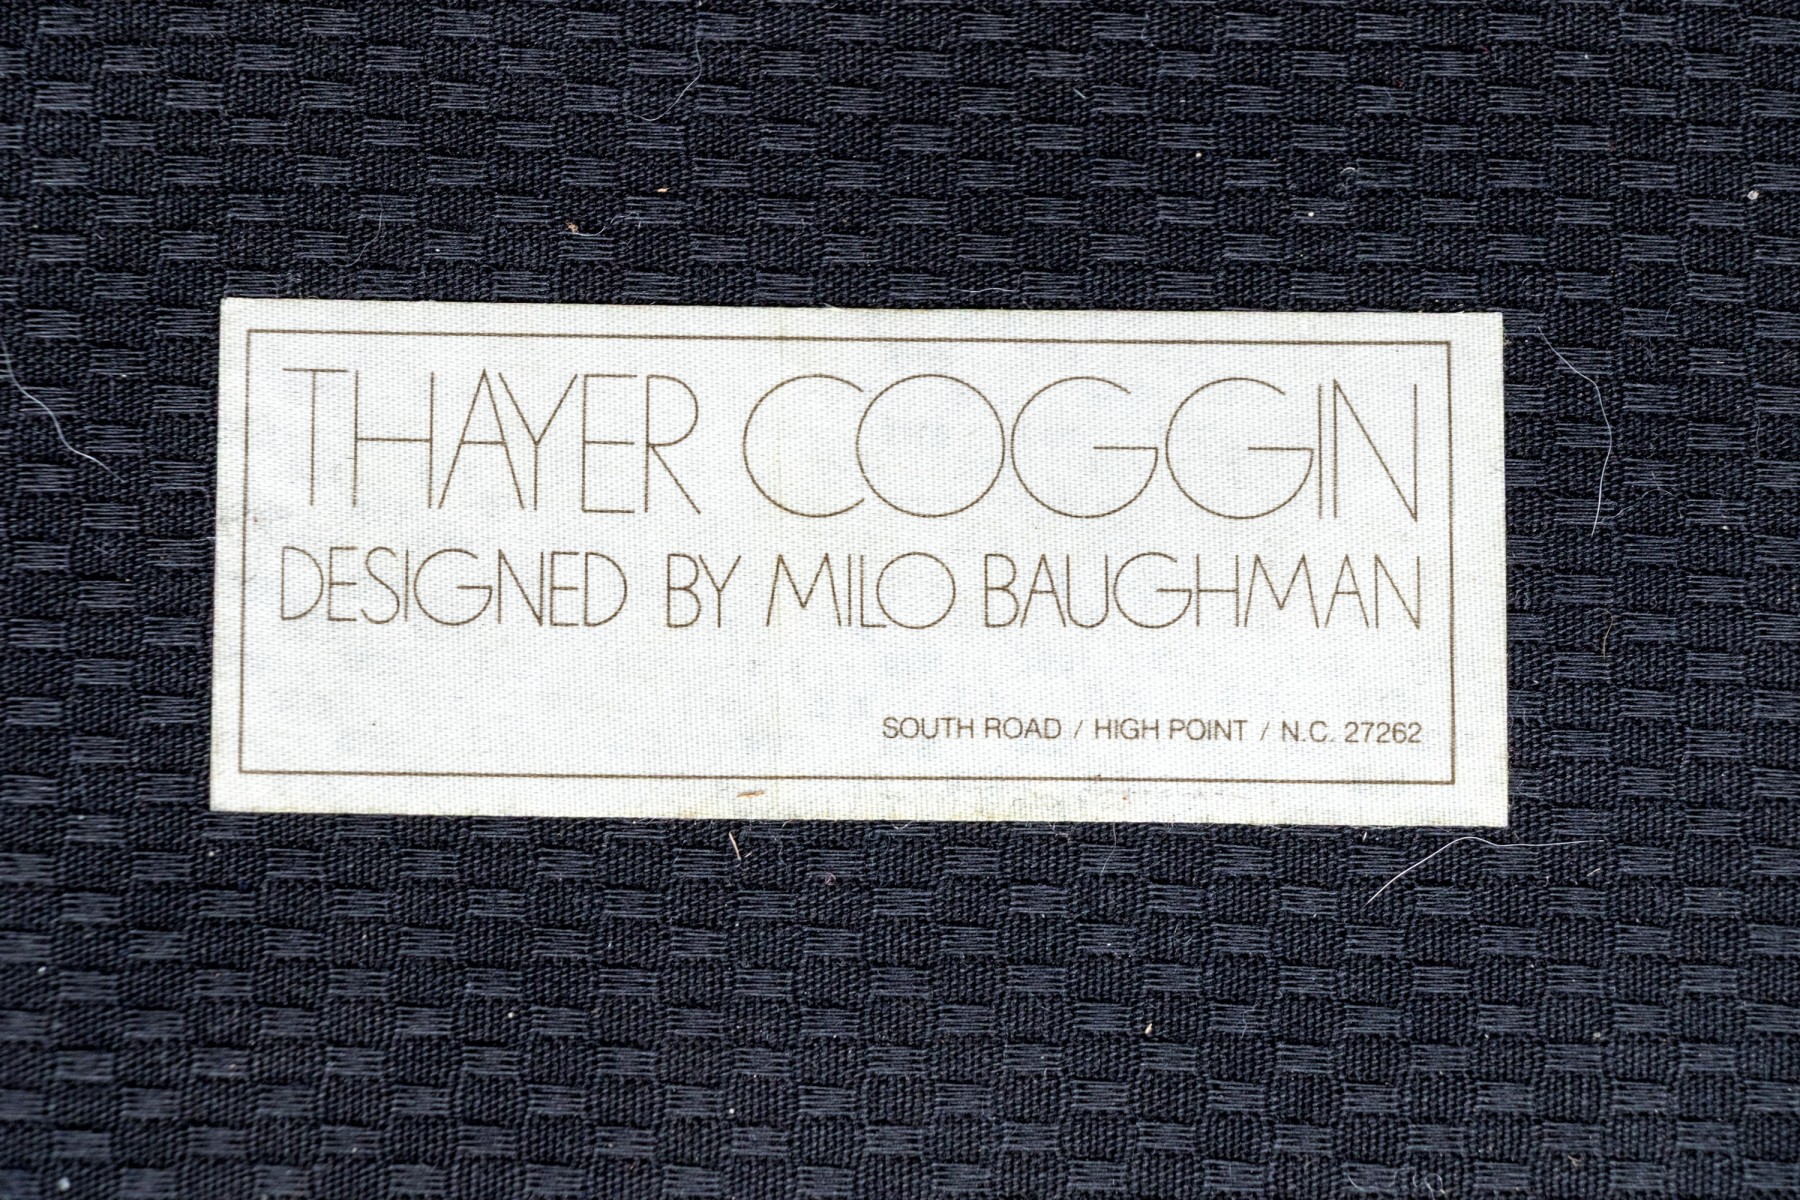 THAYER COGGIN
DESIGNED BY MILO BAUGHMAN
SOUTH ROAD / HIGH POINT / N.C. 27262